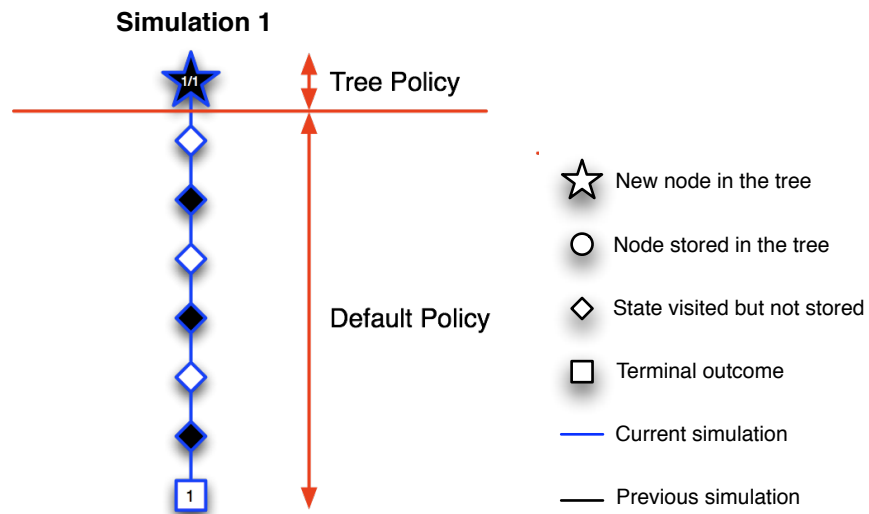 Simulation 1
1/1
Tree Policy
Default Policy
1
New node in the tree
Node stored in the tree
State visited but not stored
Terminal outcome
Current simulation
Previous simulation